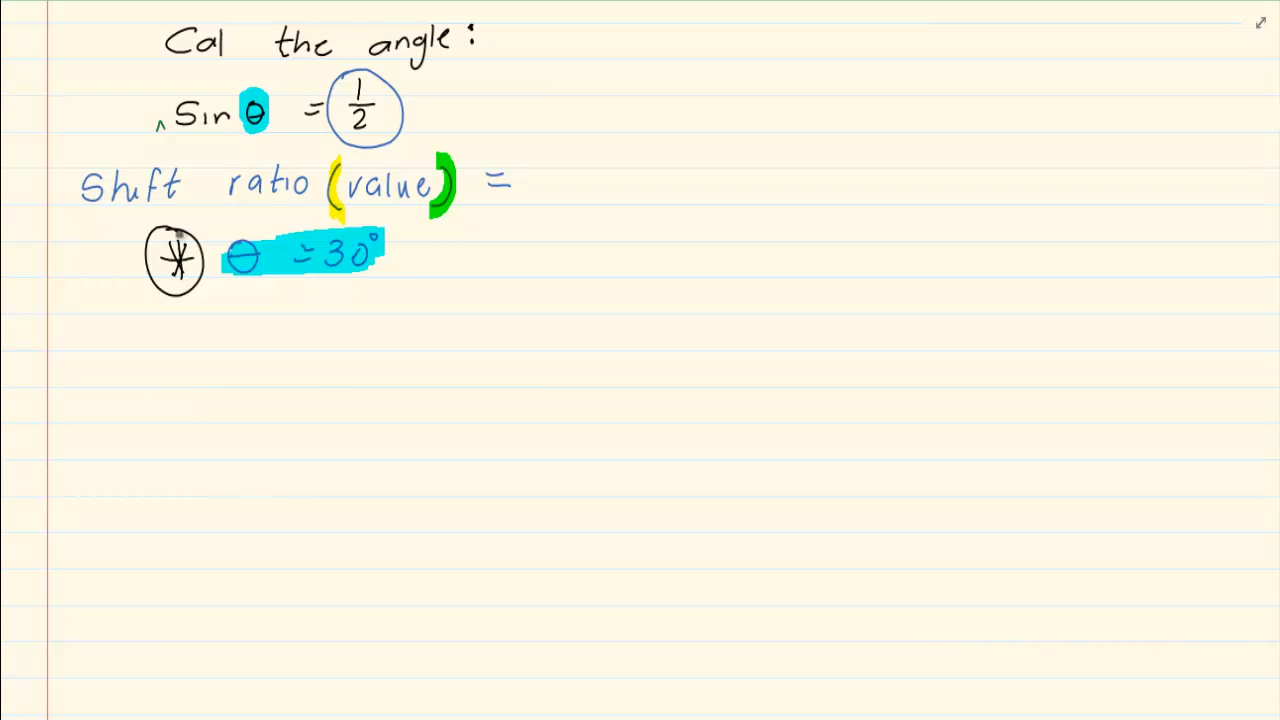 Cal the angle:
Sin θ = 1/2
Shift ratio (value) =
* θ = 30°